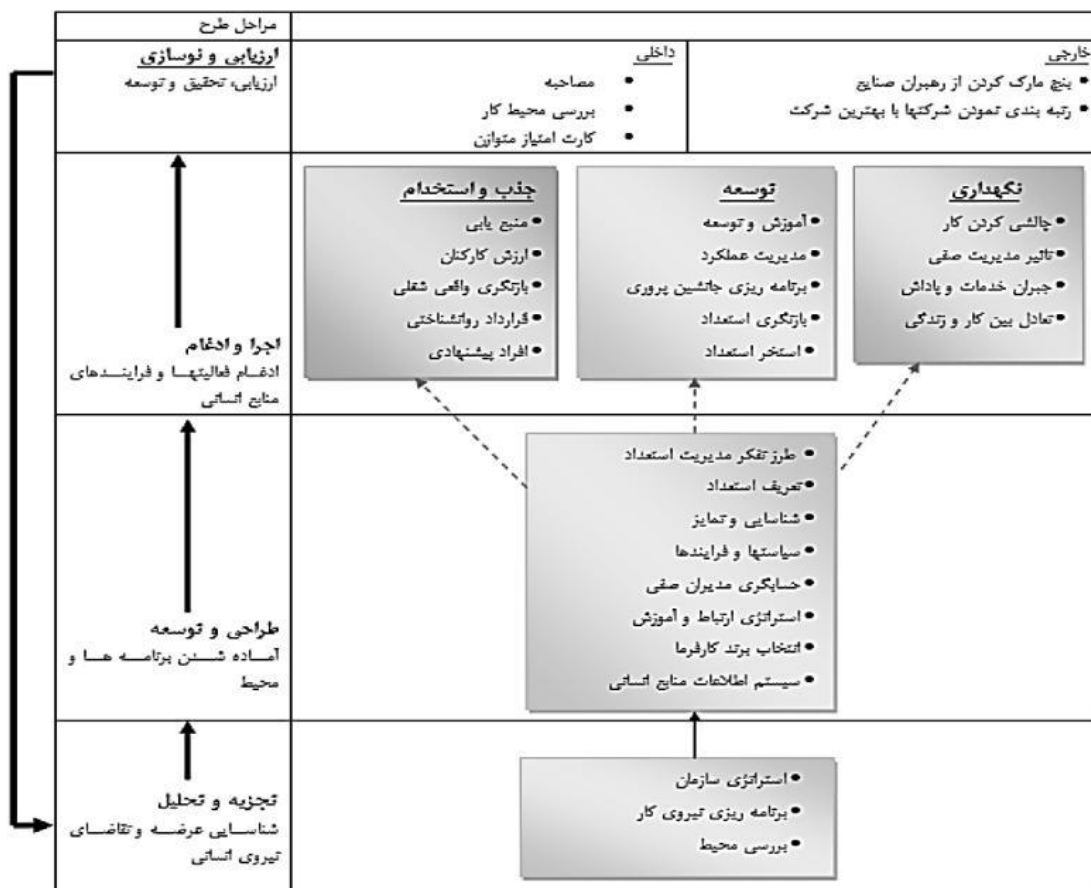 مراحل طرح
ارزیابی و نوسازی
ارزیابی، تحقیق و توسعه
داخلی
• مصاحبه
• بررسی محیط کار
• کارت امتیاز متوازن
خارجی
• بنچ مارک کردن از رهبران صنایع
• رتبه بندی نمودن شرکتها با بهترین شرکت
اجرا و ادغام
ادغام فعالیتها و فرایندهای
منابع انسانی
جذب و استخدام
• منبع یابی
• ارزش کارکنان
• بازنگری واقعی شغلی
• قرارداد روانشناختی
• افراد پیشنهادی
توسعه
• آموزش و توسعه
• مدیریت عملکرد
• برنامه ریزی جانشین پروری
• بازنگری استعداد
• استخر استعداد
نگهداری
• چالشی کردن کار
• تاثیر مدیریت صفی
• جبران خدمات و پاداش
• تعادل بین کار و زندگی
طراحی و توسعه
آماده شدن برنامه ها و
محیط
• طرز تفکر مدیریت استعداد
• تعریف استعداد
• شناسایی و تمایز
• سیاستها و فرایندها
• حسابگری مدیران صفی
• استراتژی ارتباط و آموزش
• انتخاب برند کارفرما
• سیستم اطلاعات منابع انسانی
تجزیه و تحلیل
شناسایی عرضه و تقاضای
نیروی انسانی
• استراتژی سازمان
• برنامه ریزی نیروی کار
• بررسی محیط